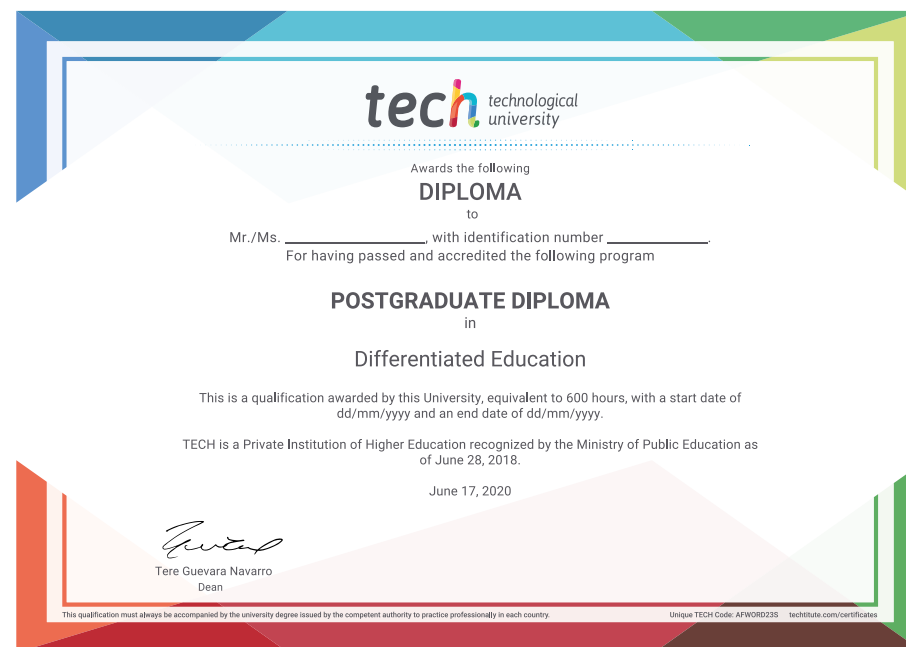 tech technological
university
Awards the following
DIPLOMA
to
Mr./Ms. ____________________, with identification number ______________.
For having passed and accredited the following program
POSTGRADUATE DIPLOMA
in
Differentiated Education
This is a qualification awarded by this University, equivalent to 600 hours, with a start date of
dd/mm/yyyy and an end date of dd/mm/yyyy.
TECH is a Private Institution of Higher Education recognized by the Ministry of Public Education as
of June 28, 2018.
June 17, 2020
Tere Guevara Navarro
Dean
This qualification must always be accompanied by the university degree issued by the competent authority to practice professionally in each country.
Unique TECH Code: AFWORD23S techtitute.com/certificates